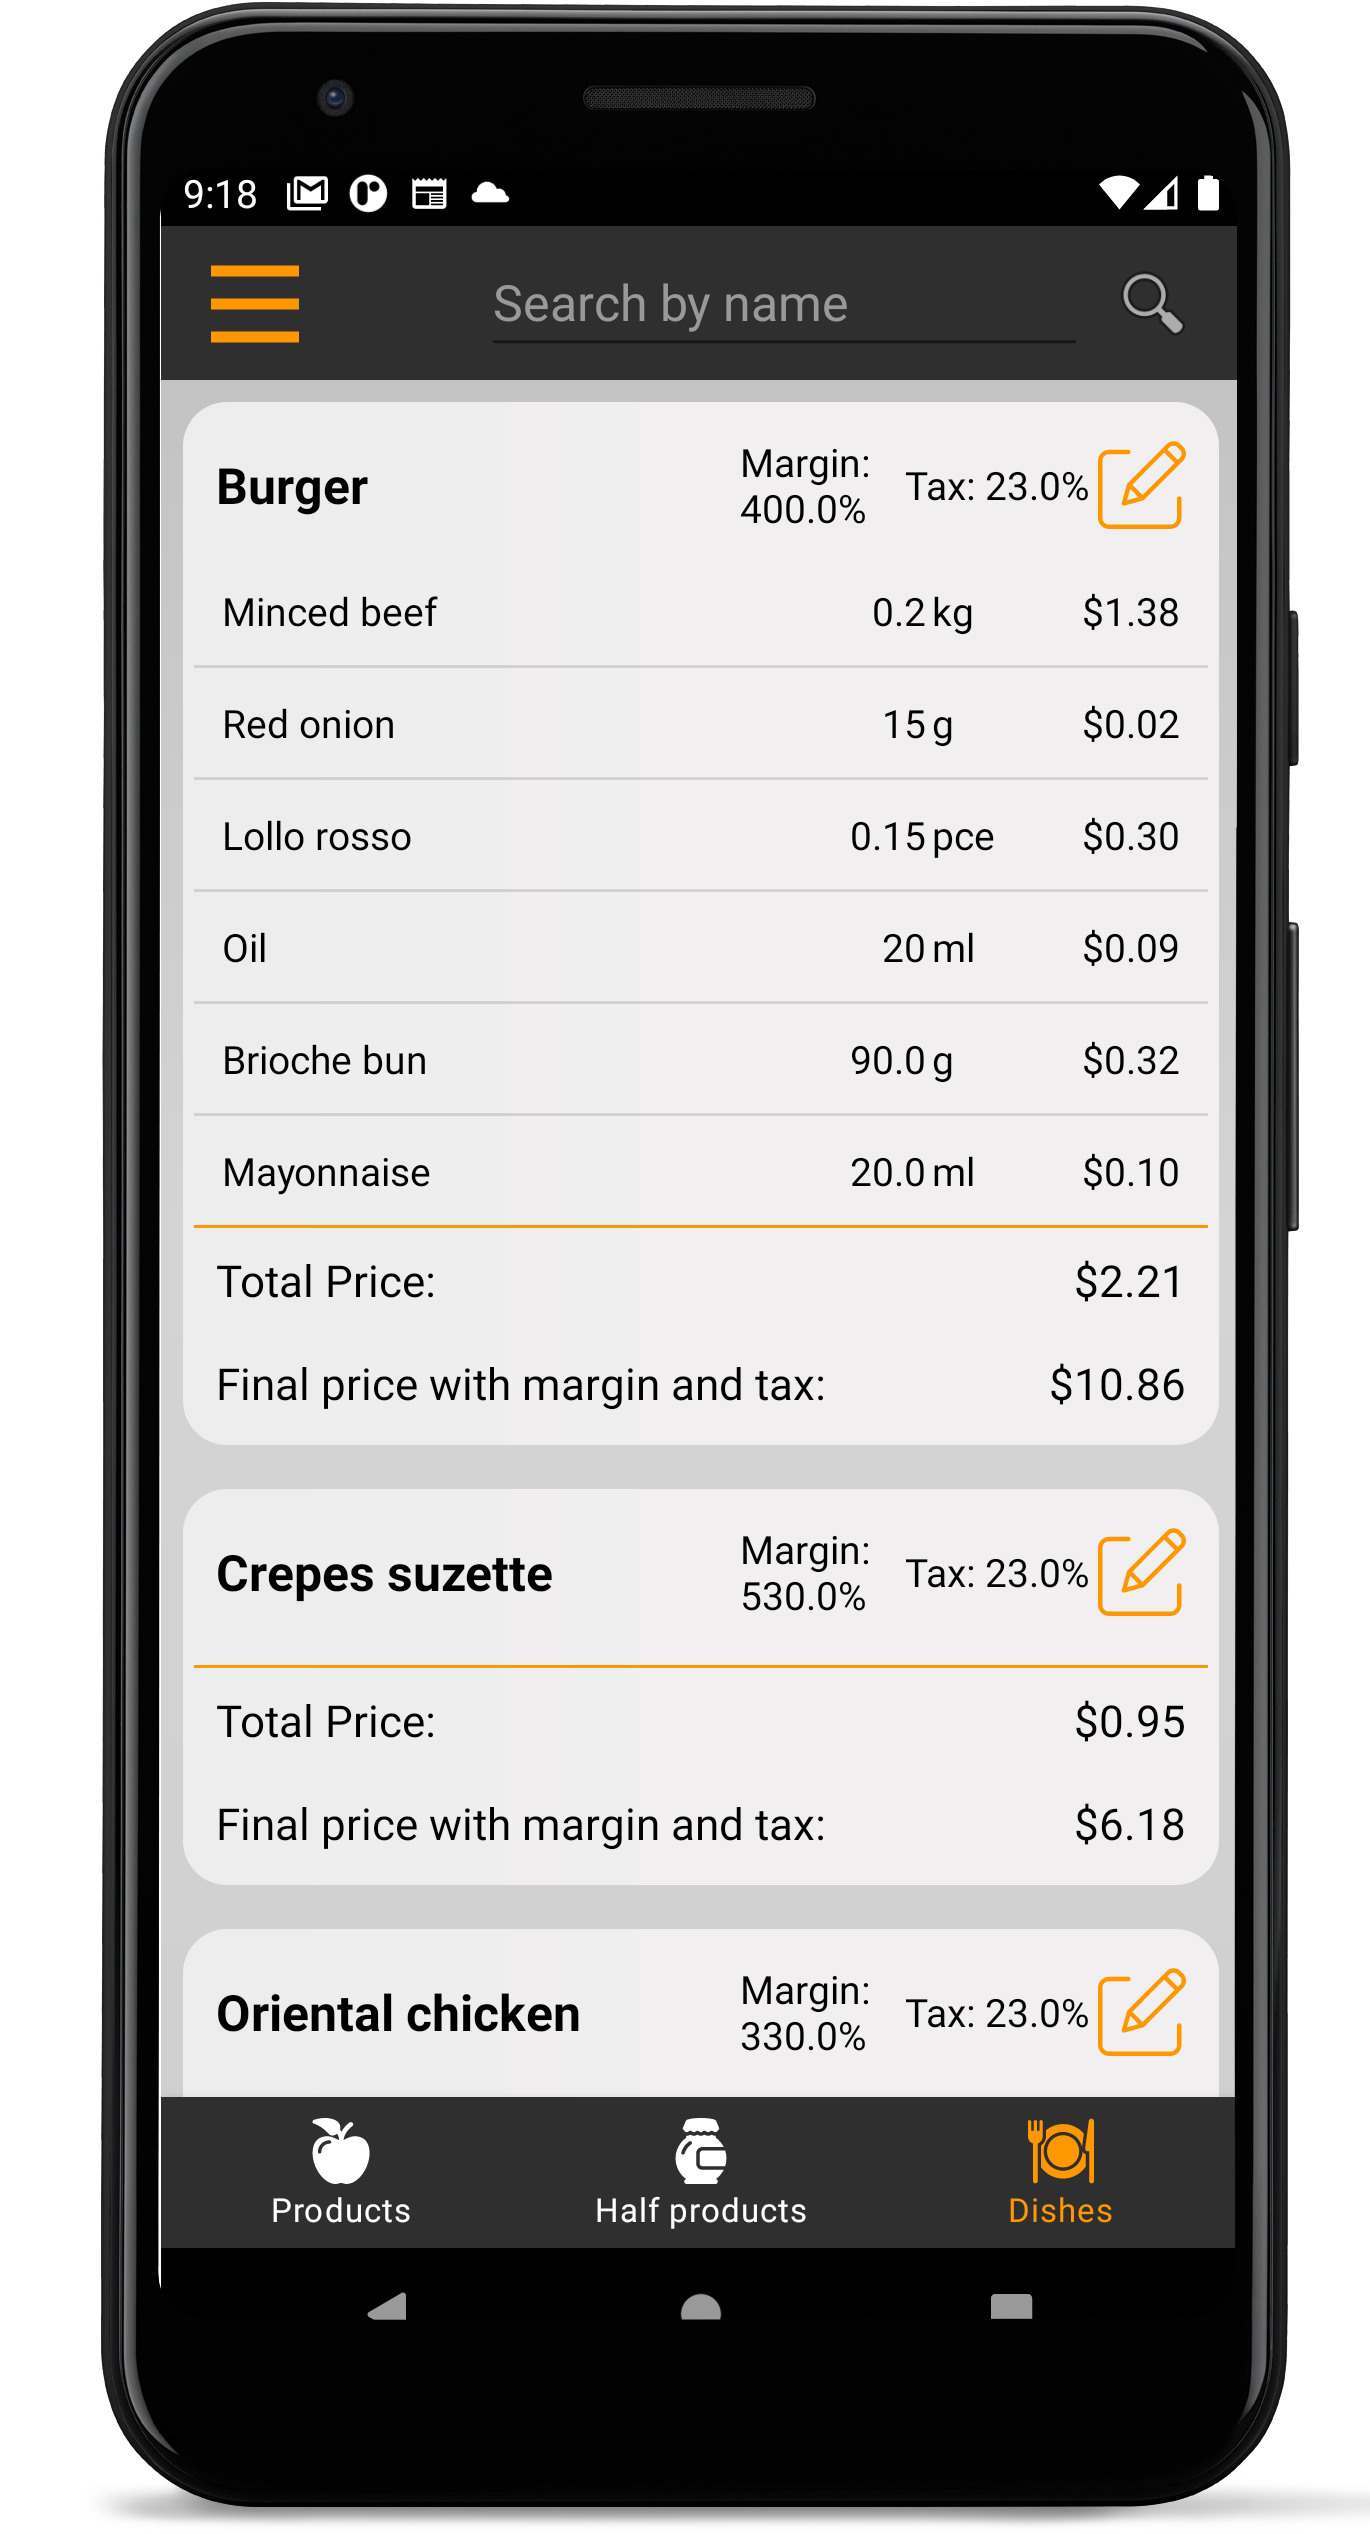 9:18
Search by name
Burger
Margin:
400.0%
Tax: 23.0%
Minced beef 0.2 kg $1.38
Red onion 15 g $0.02
Lollo rosso 0.15 pce $0.30
Oil 20 ml $0.09
Brioche bun 90.0 g $0.32
Mayonnaise 20.0 ml $0.10
Total Price: $2.21
Final price with margin and tax: $10.86
Crepes suzette
Margin:
530.0%
Tax: 23.0%
Total Price: $0.95
Final price with margin and tax: $6.18
Oriental chicken
Margin:
330.0%
Tax: 23.0%
Products Half products Dishes